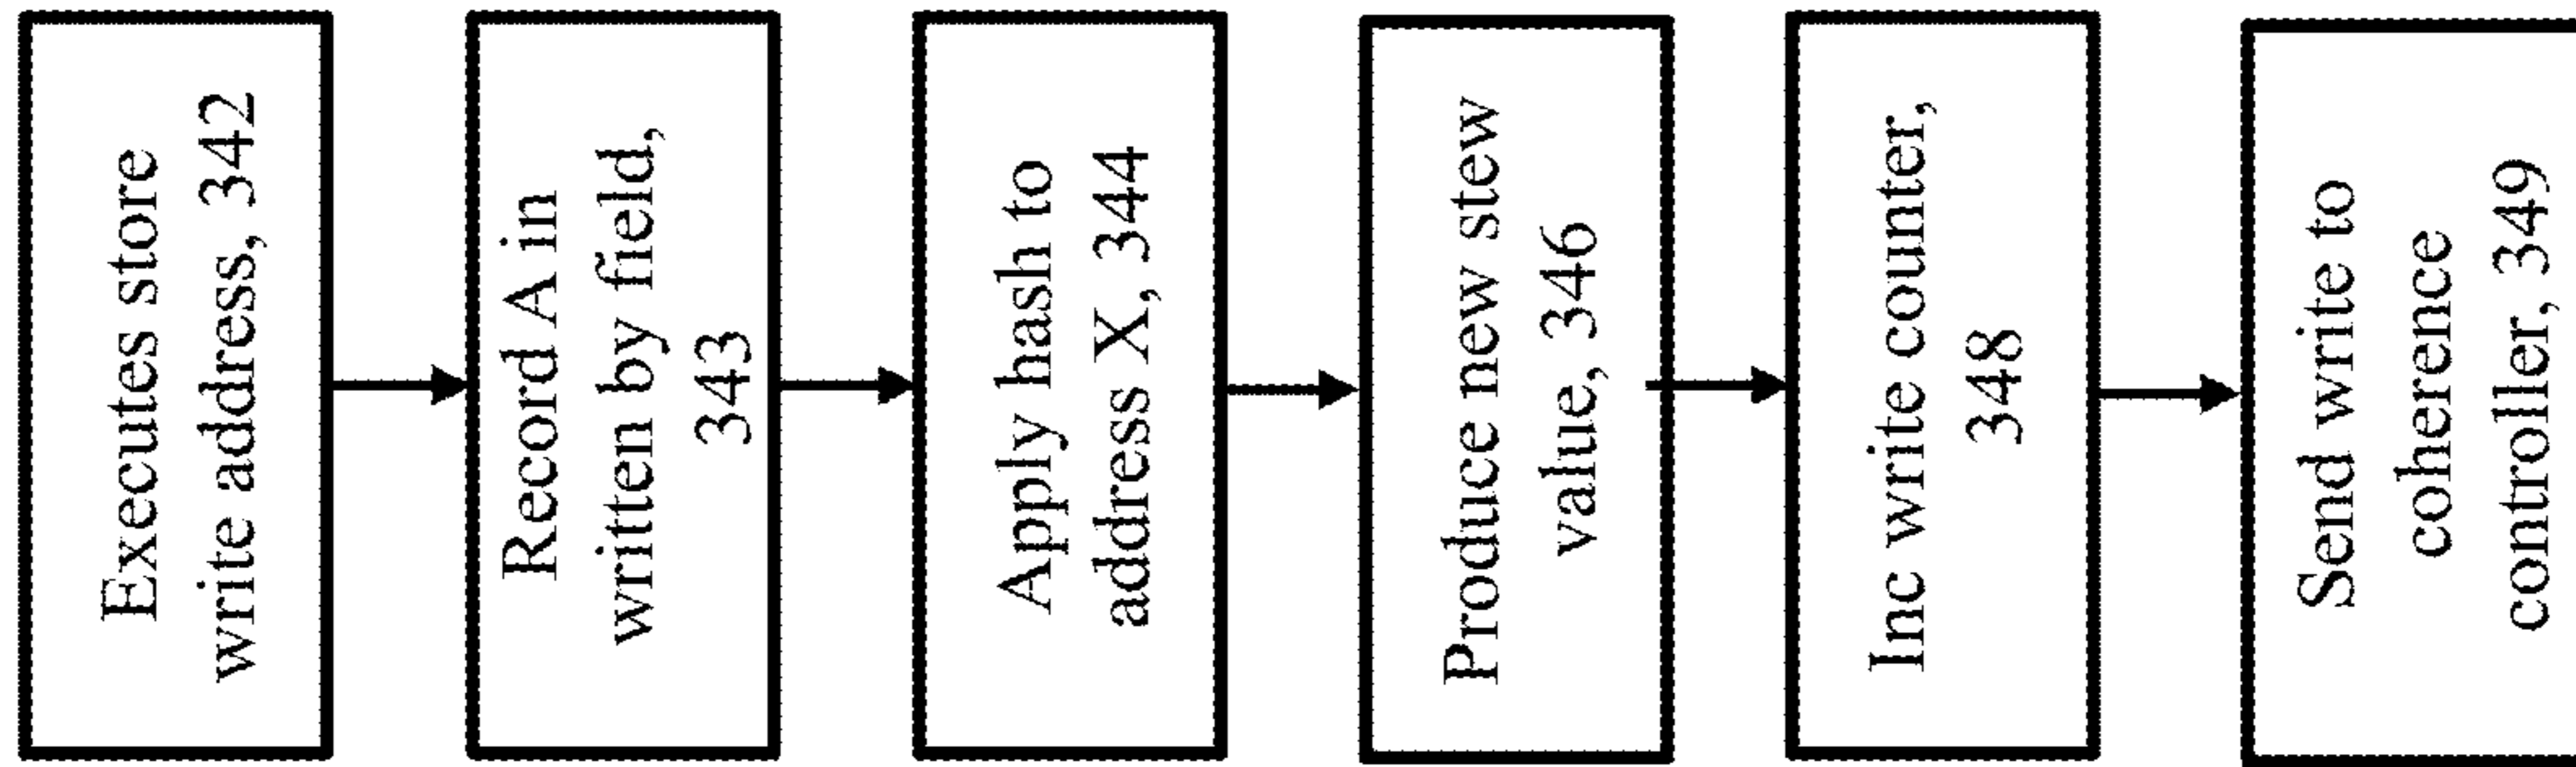 Executes store
write address, 342
Record A in
written by field,
343
Apply hash to
address X, 344
Produce new stew
value, 346
Inc write counter,
348
Send write to
coherence
controller, 349